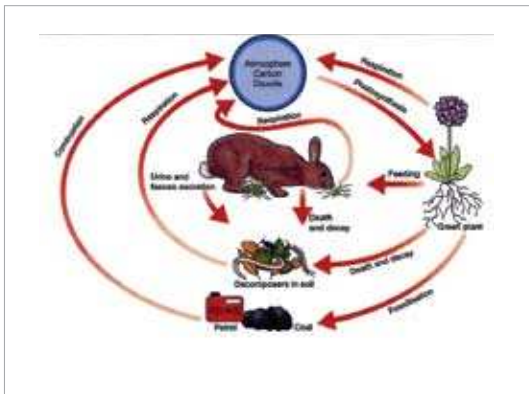 Atmosphere
Carbon
Dioxide
Respiration
Photosynthesis
Respiration
Respiration
Combustion
Urine and
faeces excretion
Feeding
Death
and decay
Green plant
Death and decay
Decomposers in soil
Fossilisation
Petrol
Coal